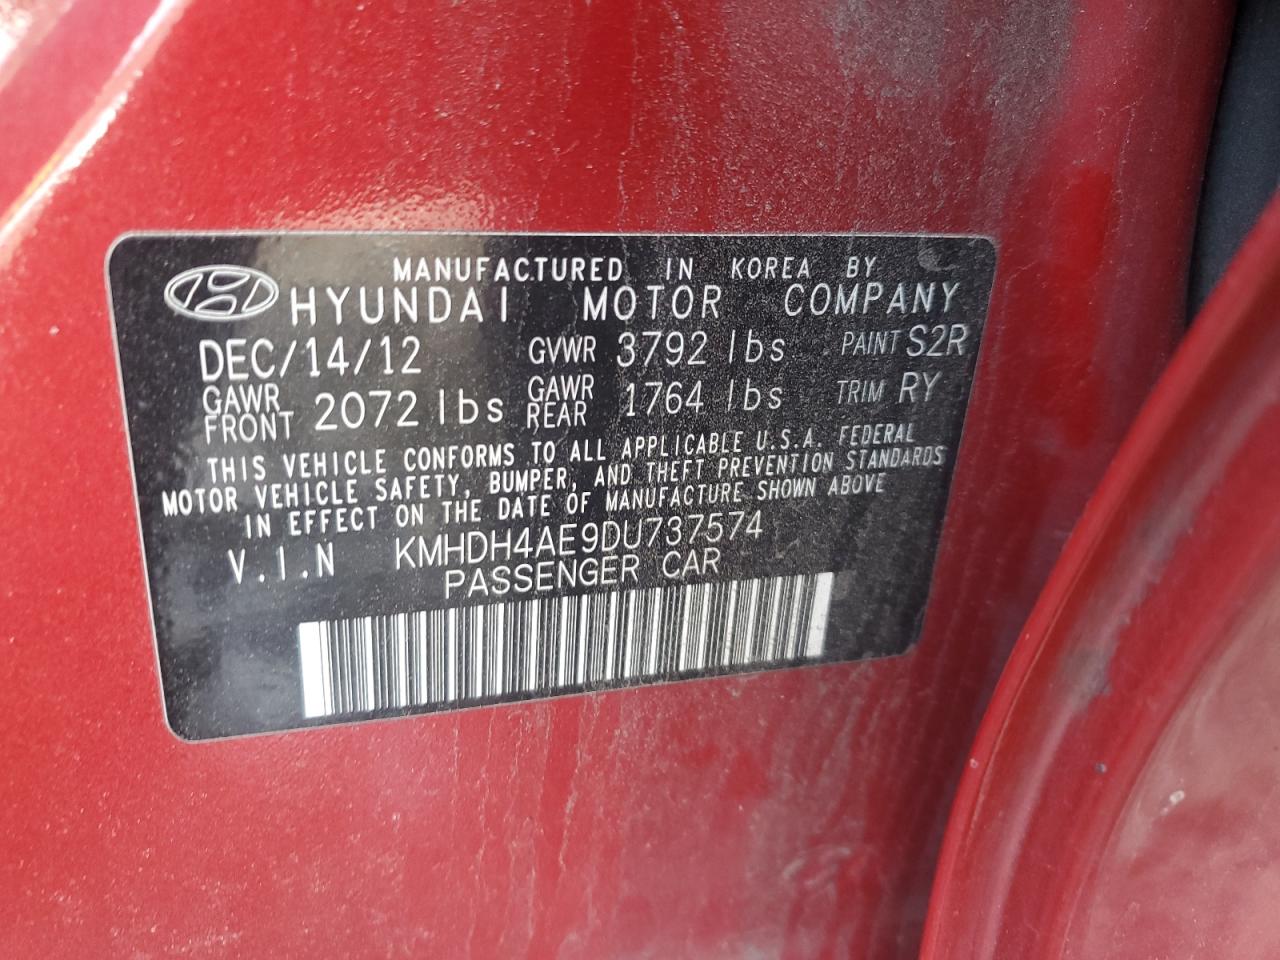 MANUFACTURED IN KOREA BY
HYUNDAI MOTOR COMPANY
DEC/14/12 GVWR 3792 lbs PAINT S2R
GAWR FRONT 2072 lbs GAWR REAR 1764 lbs TRIM RY
THIS VEHICLE CONFORMS TO ALL APPLICABLE U.S.A. FEDERAL
MOTOR VEHICLE SAFETY, BUMPER, AND THEFT PREVENTION STANDARDS
IN EFFECT ON THE DATE OF MANUFACTURE SHOWN ABOVE
V.I.N KMHDH4AE9DU737574
PASSENGER CAR